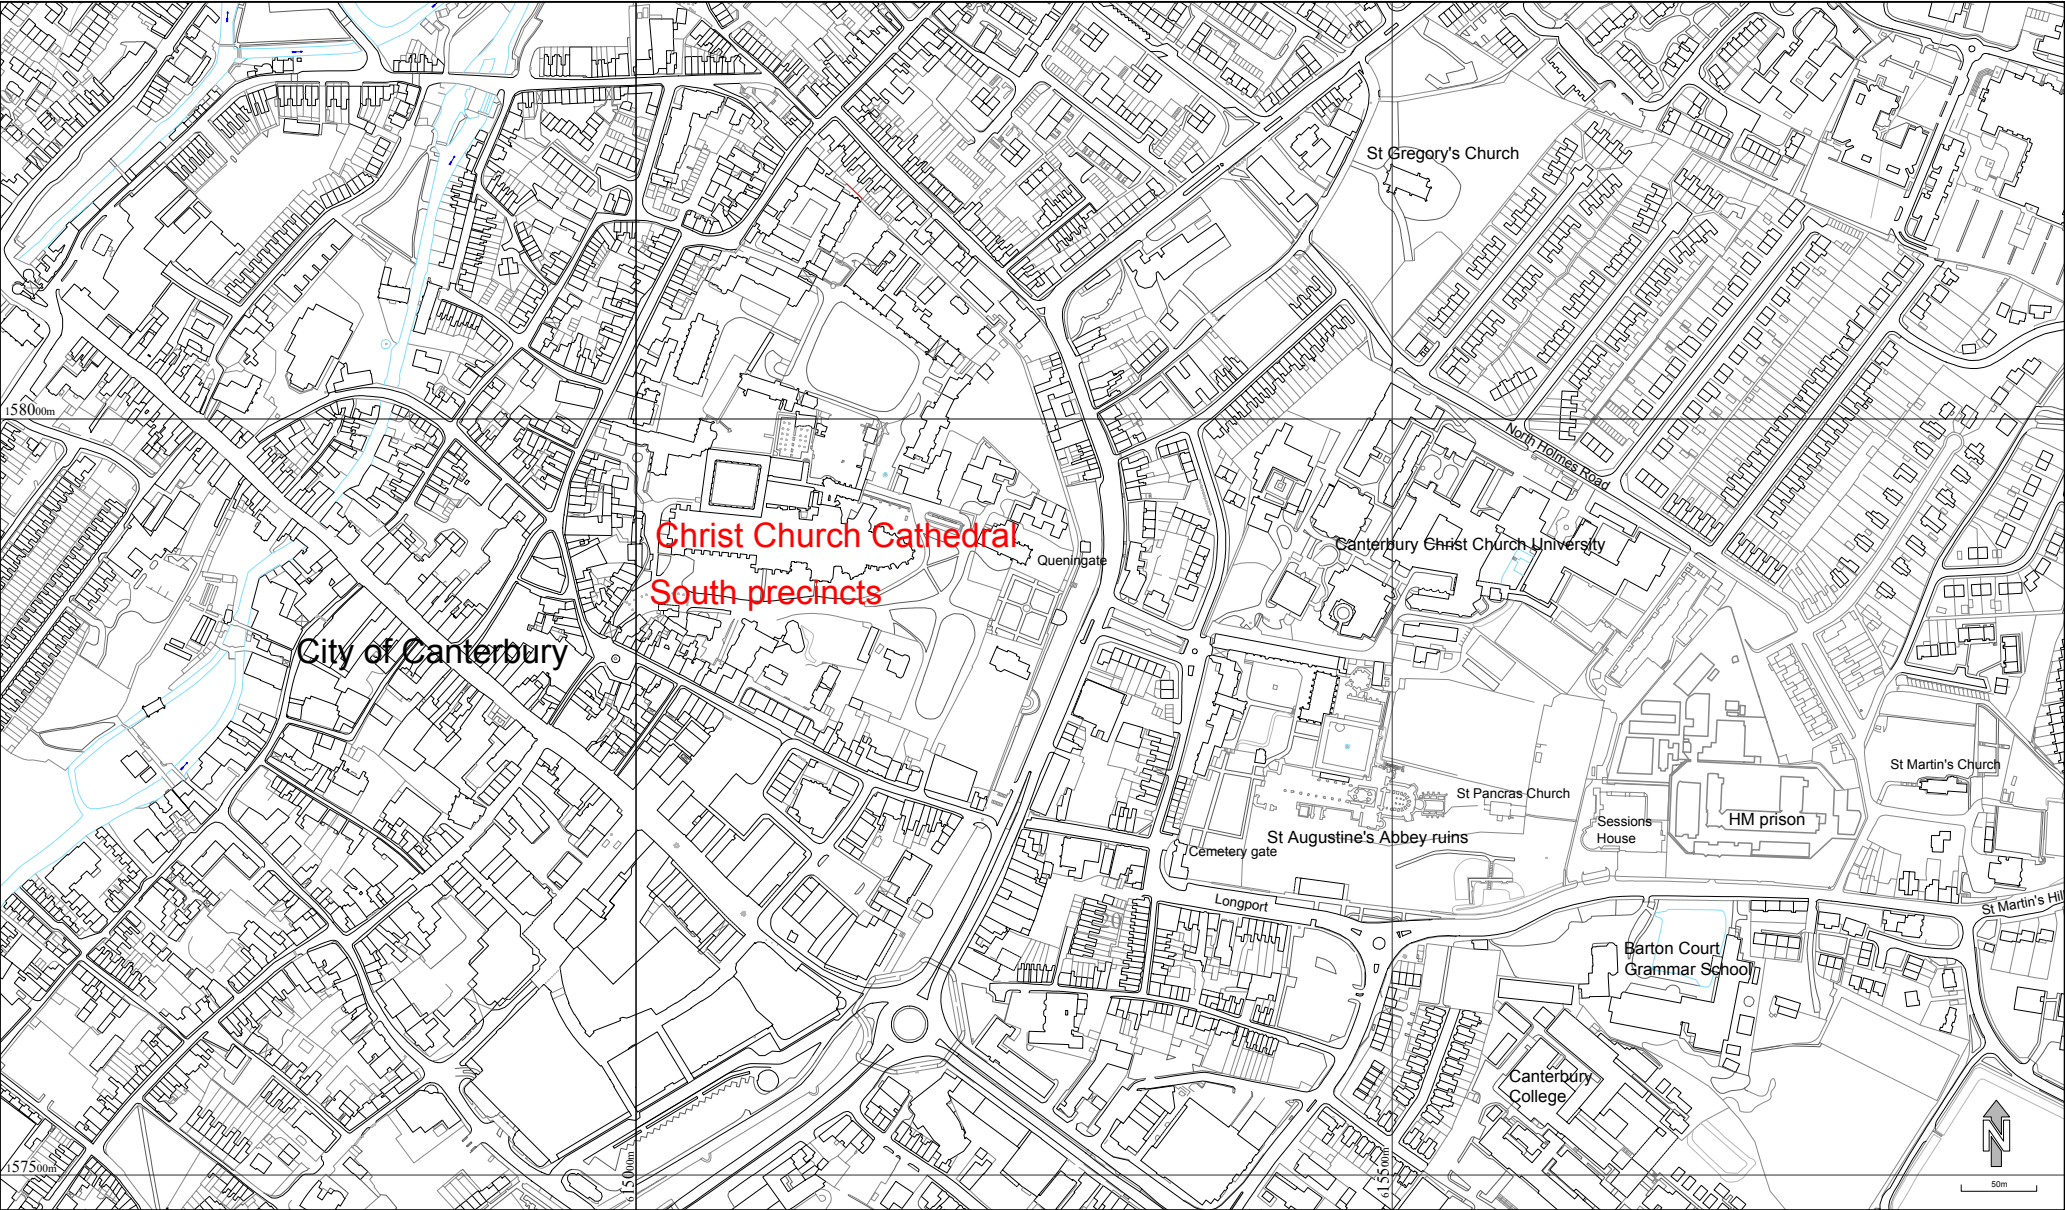 St Gregory's Church
158000m
North Holmes Road
Christ Church Cathedral
Canterbury Christ Church University
Queningate
South precincts
City of Canterbury
St Martin's Church
St Pancras Church
Sessions
House
HM prison
St Augustine's Abbey ruins
Cemetery gate
Longport
St Martin's Hill
Barton Court
Grammar School
Canterbury
College
N
157500m
615000m
615500m
50m